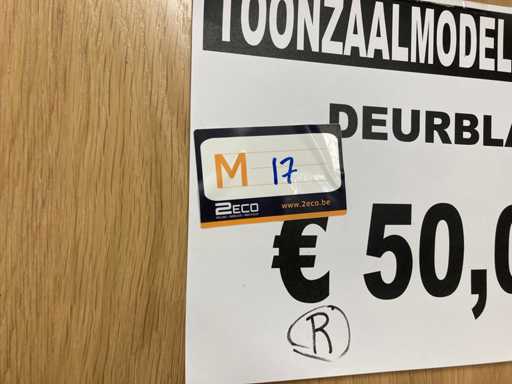 TOONZAALMODEL
DEURBLA
M 17
2ECO www.2eco.be
€ 50,0
R